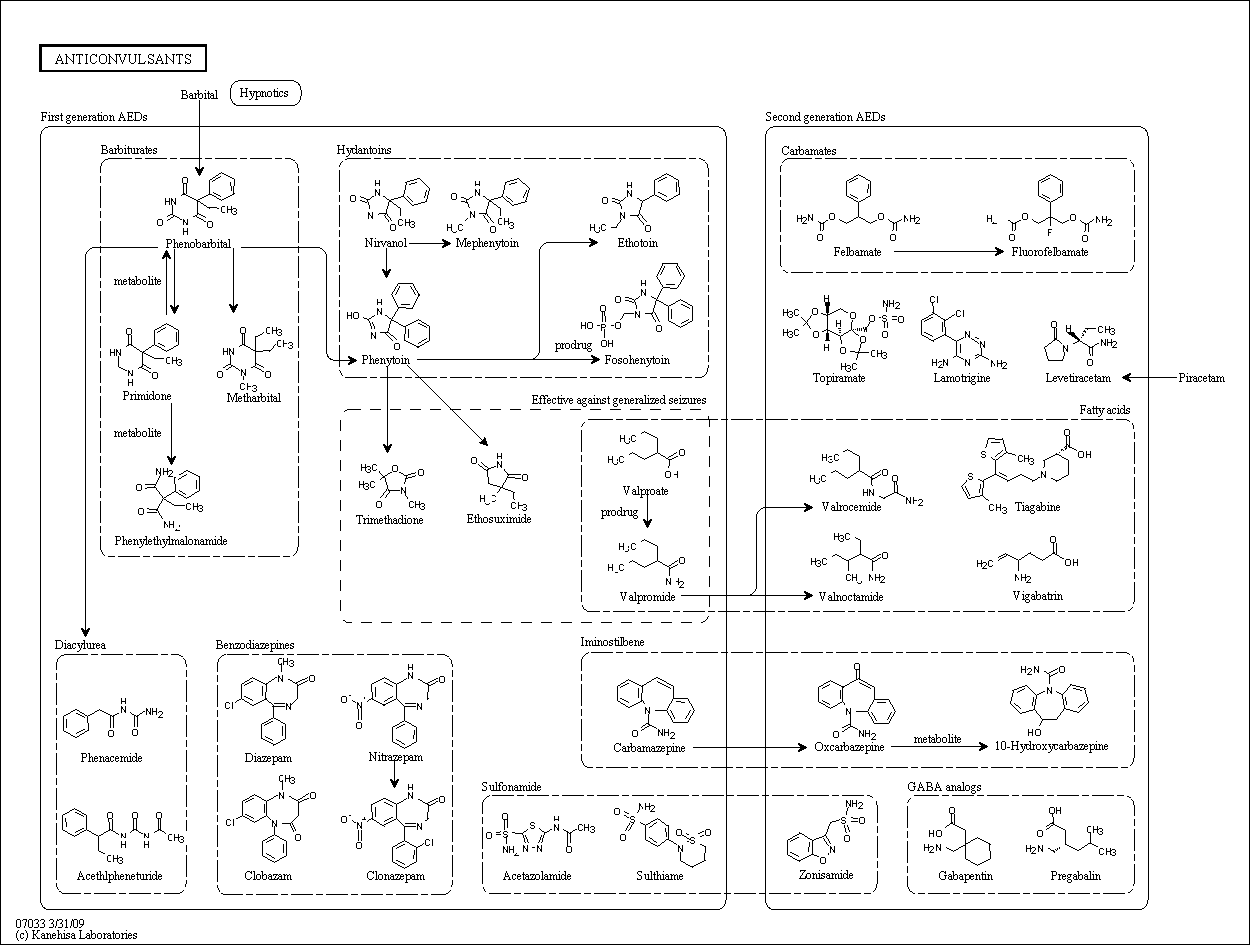 ANTICONVULSANTS
Barbital
Hypnotics
First generation AEDs
Second generation AEDs
Barbiturates
Hydantoins
Carbamates
Phenobarbital
Nirvanol
Mephenytoin
Ethotoin
Felbamate
Fluorofelbamate
metabolite
prodrug
Phenytoin
Fosohenytoin
Topiramate
Lamotrigine
Levetiracetam
Piracetam
Primidone
Metharbital
Effective against generalized seizures
Fatty acids
metabolite
Valproate
prodrug
Valrocemide
Tiagabine
Trimethadione
Ethosuximide
Phenylethylmalonamide
Valpromide
Valnoctamide
Vigabatrin
Diacylurea
Benzodiazepines
Iminostilbene
Phenacemide
Diazepam
Nitrazepam
Carbamazepine
Oxcarbazepine
metabolite
10-Hydroxycarbazepine
Sulfonamide
GABA analogs
Acethlpheneturide
Clobazam
Clonazepam
Acetazolamide
Sulthiame
Zonisamide
Gabapentin
Pregabalin
07033 3/31/09
(c) Kanehisa Laboratories